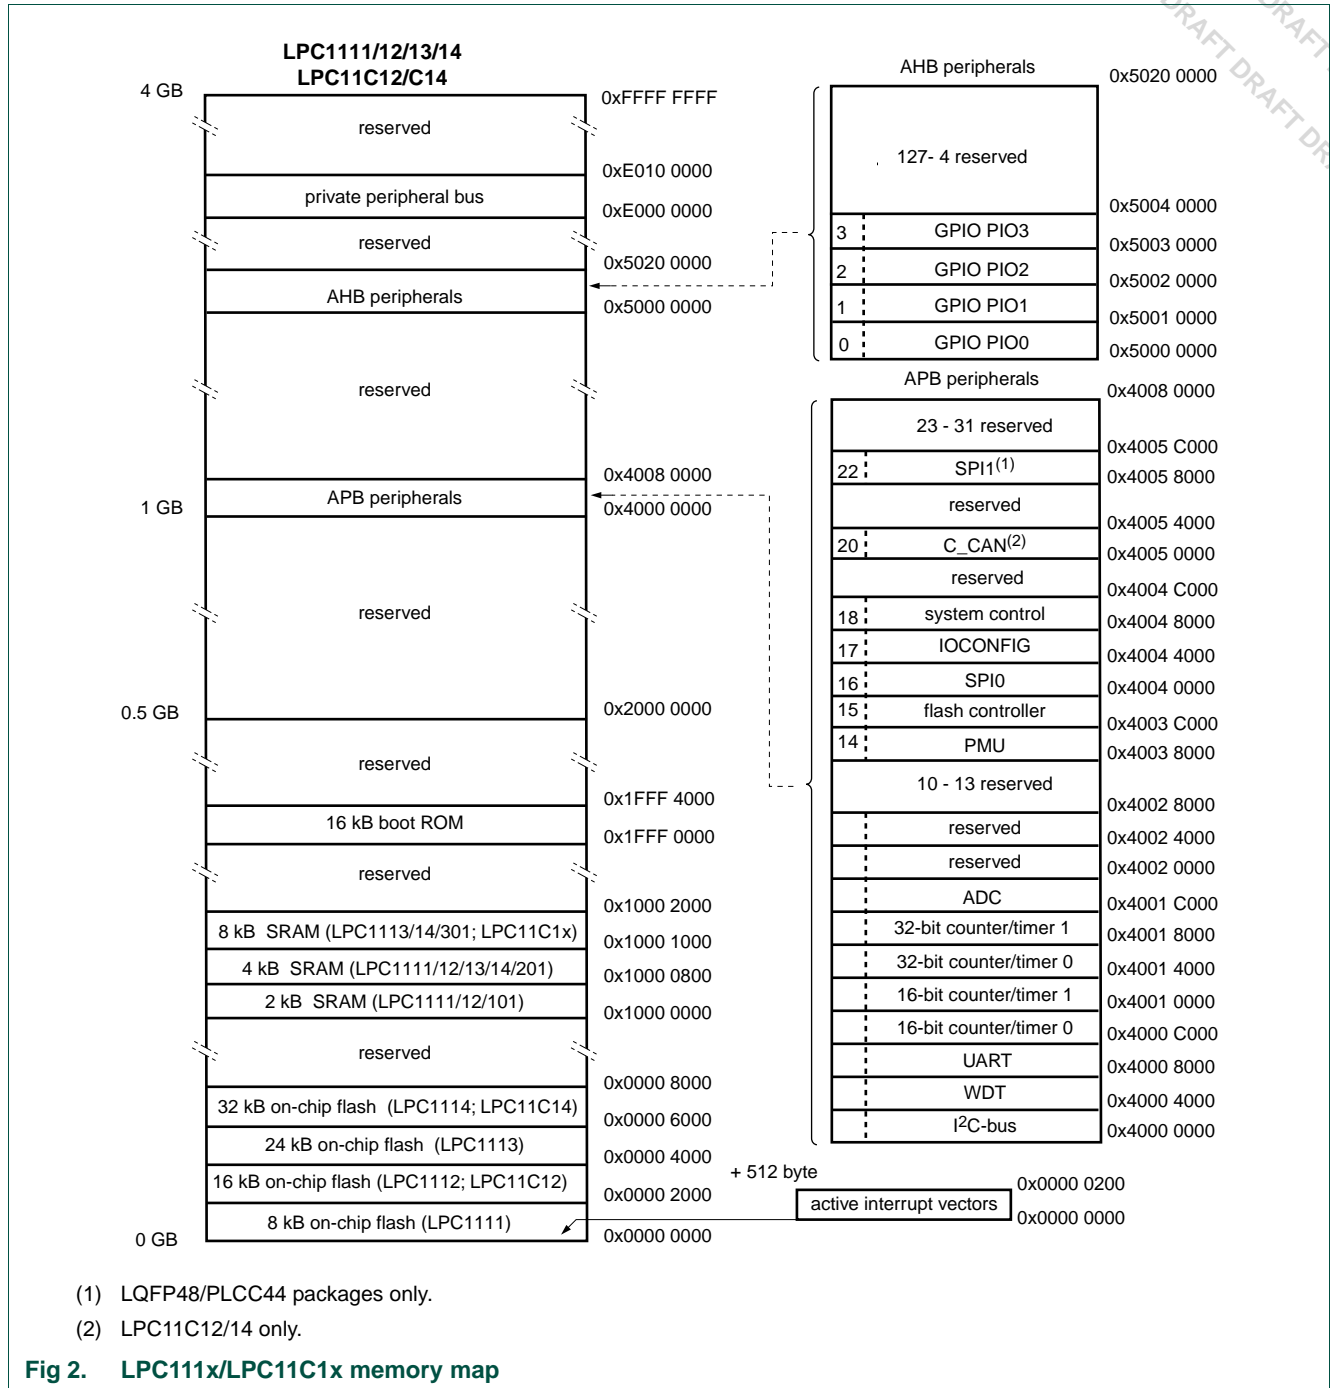 DRAFT DRAFT DRAFT
LPC1111/12/13/14
LPC11C12/C14
4 GB
0xFFFF FFFF
reserved
0xE010 0000
private peripheral bus
0xE000 0000
reserved
0x5020 0000
AHB peripherals
0x5000 0000
reserved
0x4008 0000
APB peripherals
1 GB
0x4000 0000
reserved
0.5 GB
0x2000 0000
reserved
0x1FFF 4000
16 kB boot ROM
0x1FFF 0000
reserved
0x1000 2000
8 kB SRAM (LPC1113/14/301; LPC11C1x)
0x1000 1000
4 kB SRAM (LPC1111/12/13/14/201)
0x1000 0800
2 kB SRAM (LPC1111/12/101)
0x1000 0000
reserved
0x0000 8000
32 kB on-chip flash (LPC1114; LPC11C14)
0x0000 6000
24 kB on-chip flash (LPC1113)
0x0000 4000
16 kB on-chip flash (LPC1112; LPC11C12)
0x0000 2000
8 kB on-chip flash (LPC1111)
0 GB
0x0000 0000
AHB peripherals
0x5020 0000
127- 4 reserved
0x5004 0000
3 GPIO PIO3
0x5003 0000
2 GPIO PIO2
0x5002 0000
1 GPIO PIO1
0x5001 0000
0 GPIO PIO0
0x5000 0000
APB peripherals
0x4008 0000
23 - 31 reserved
0x4005 C000
22 SPI1(1)
0x4005 8000
reserved
0x4005 4000
20 C_CAN(2)
0x4005 0000
reserved
0x4004 C000
18 system control
0x4004 8000
17 IOCONFIG
0x4004 4000
16 SPI0
0x4004 0000
15 flash controller
0x4003 C000
14 PMU
0x4003 8000
10 - 13 reserved
0x4002 8000
reserved
0x4002 4000
reserved
0x4002 0000
ADC
0x4001 C000
32-bit counter/timer 1
0x4001 8000
32-bit counter/timer 0
0x4001 4000
16-bit counter/timer 1
0x4001 0000
16-bit counter/timer 0
0x4000 C000
UART
0x4000 8000
WDT
0x4000 4000
I2C-bus
0x4000 0000
+ 512 byte
0x0000 0200
active interrupt vectors
0x0000 0000
(1) LQFP48/PLCC44 packages only.
(2) LPC11C12/14 only.
Fig 2. LPC111x/LPC11C1x memory map